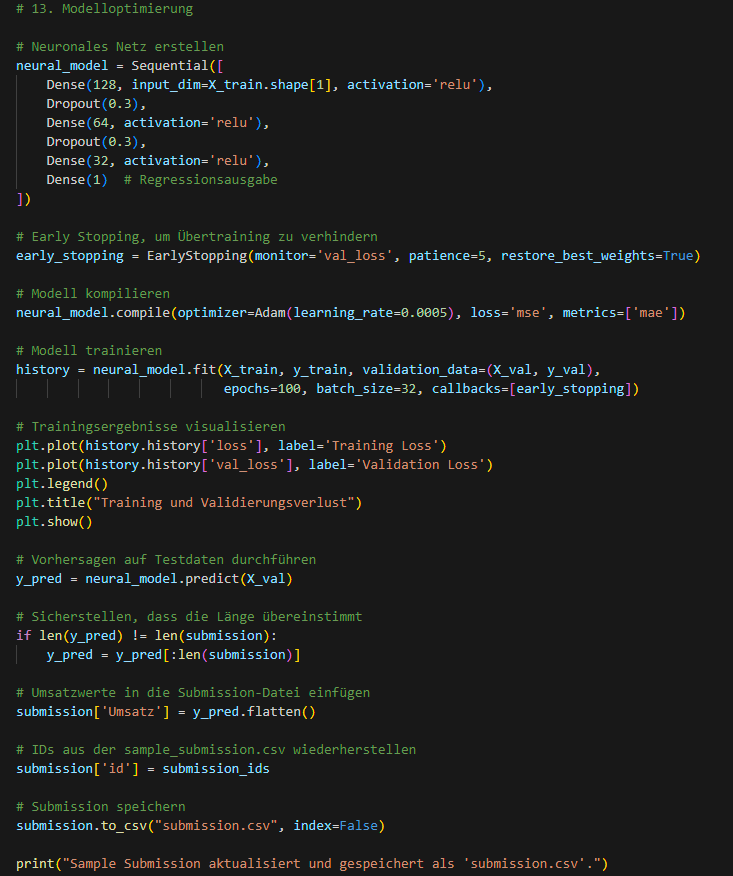 # 13. Modelloptimierung
# Neuronales Netz erstellen
neural_model = Sequential([
    Dense(128, input_dim=X_train.shape[1], activation='relu'),
    Dropout(0.3),
    Dense(64, activation='relu'),
    Dropout(0.3),
    Dense(32, activation='relu'),
    Dense(1)  # Regressionsausgabe
])
# Early Stopping, um Übertraining zu verhindern
early_stopping = EarlyStopping(monitor='val_loss', patience=5, restore_best_weights=True)
# Modell kompilieren
neural_model.compile(optimizer=Adam(learning_rate=0.0005), loss='mse', metrics=['mae'])
# Modell trainieren
history = neural_model.fit(X_train, y_train, validation_data=(X_val, y_val),
                           epochs=100, batch_size=32, callbacks=[early_stopping])
# Trainingsergebnisse visualisieren
plt.plot(history.history['loss'], label='Training Loss')
plt.plot(history.history['val_loss'], label='Validation Loss')
plt.legend()
plt.title("Training und Validierungsverlust")
plt.show()
# Vorhersagen auf Testdaten durchführen
y_pred = neural_model.predict(X_val)
# Sicherstellen, dass die Länge übereinstimmt
if len(y_pred) != len(submission):
    y_pred = y_pred[:len(submission)]
# Umsatzwerte in die Submission-Datei einfügen
submission['Umsatz'] = y_pred.flatten()
# IDs aus der sample_submission.csv wiederherstellen
submission['id'] = submission_ids
# Submission speichern
submission.to_csv("submission.csv", index=False)
print("Sample Submission aktualisiert und gespeichert als 'submission.csv'.")